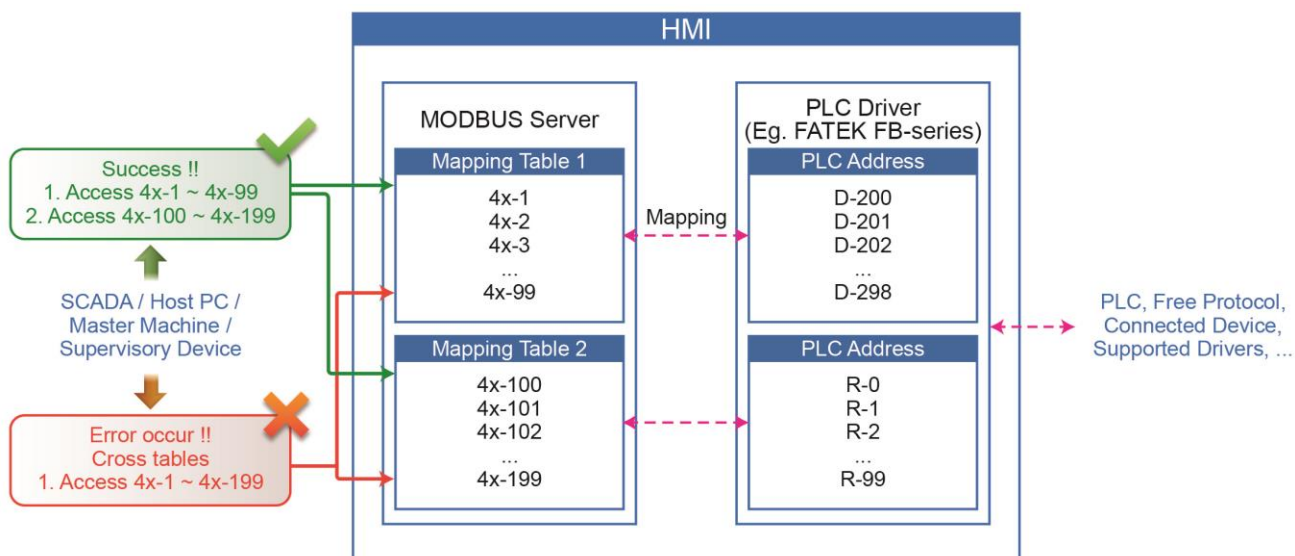 HMI
MODBUS Server
Mapping Table 1
4x-1
4x-2
4x-3
...
4x-99
Mapping Table 2
4x-100
4x-101
4x-102
...
4x-199
Mapping
PLC Driver
(Eg. FATEK FB-series)
PLC Address
D-200
D-201
D-202
...
D-298
PLC Address
R-0
R-1
R-2
...
R-99
Success !!
1. Access 4x-1 ~ 4x-99
2. Access 4x-100 ~ 4x-199
SCADA / Host PC /
Master Machine /
Supervisory Device
Error occur !!
Cross tables
1. Access 4x-1 ~ 4x-199
PLC, Free Protocol,
Connected Device,
Supported Drivers, ...